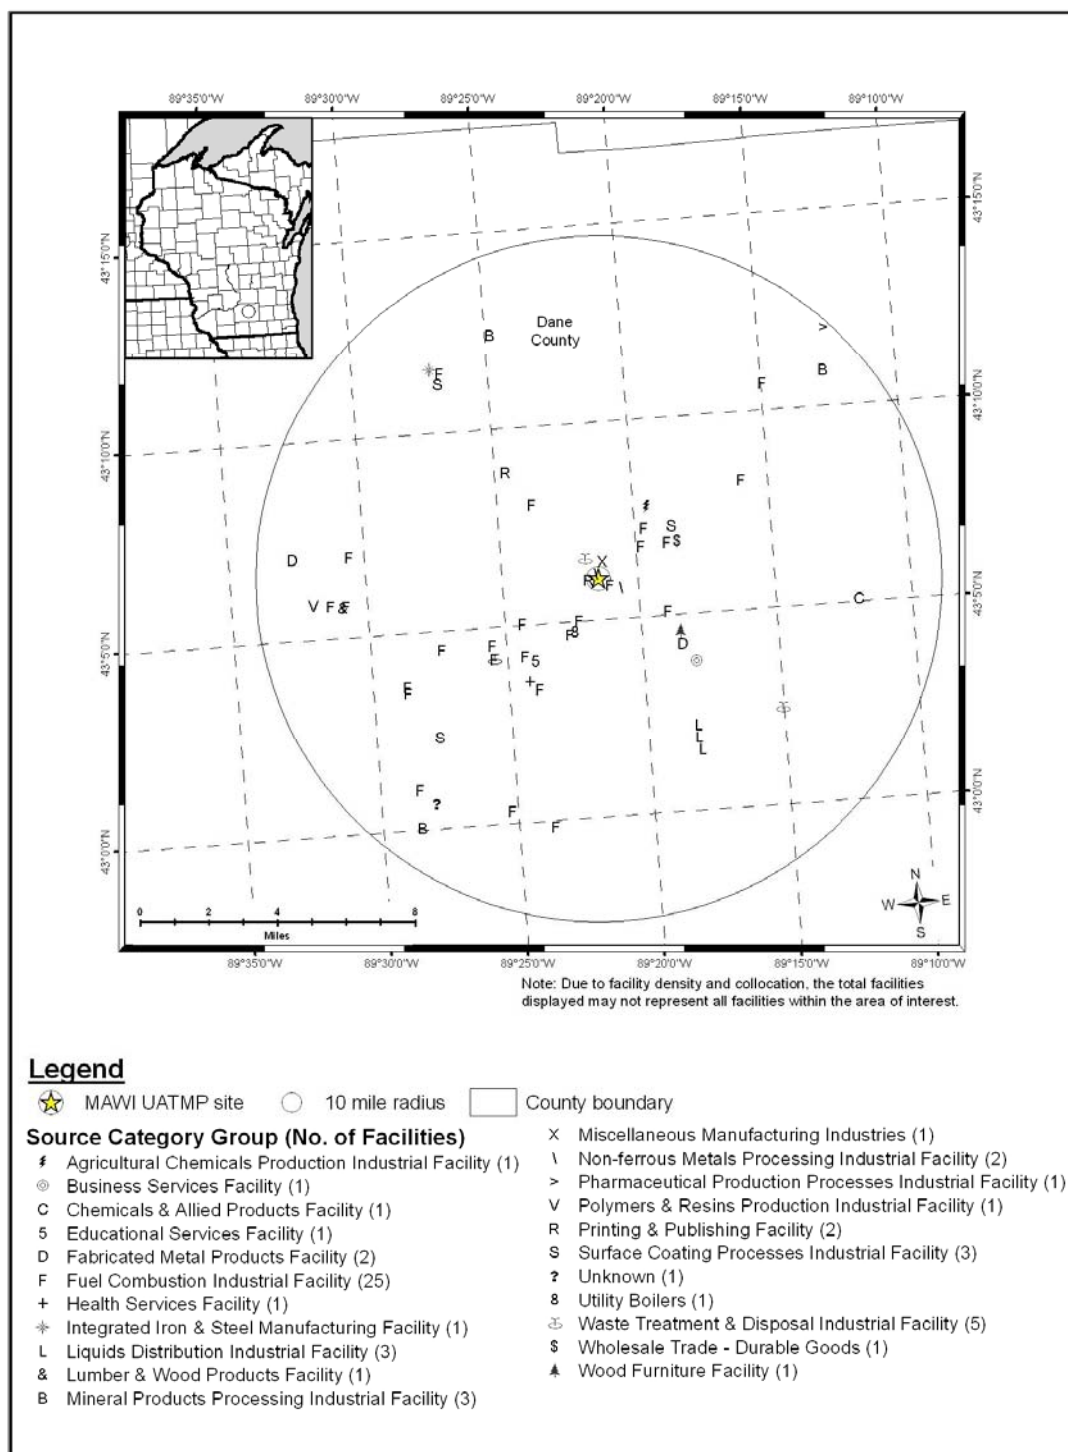 89°35'0"W 89°30'0"W 89°25'0"W 89°20'0"W 89°15'0"W 89°10'0"W
43°15'0"N
43°15'0"N
Dane
County
>
B
B
F
F
S
43°10'0"N
43°10'0"N
R
F
F
F
S
F
F
$
D
F
X
R
F
\
43°5'0"N
V
F
&
F
C
F
F
F
F
8
D
43°5'0"N
F
F
F
F
5
+
F
F
F
L
L
L
S
43°0'0"N
F
?
F
B
F
43°0'0"N
N
W E
S
0 2 4 8
Miles
89°35'0"W 89°30'0"W 89°25'0"W 89°20'0"W 89°15'0"W 89°10'0"W
Note: Due to facility density and collocation, the total facilities
displayed may not represent all facilities within the area of interest.
Legend
MAWI UATMP site 10 mile radius County boundary
Source Category Group (No. of Facilities)
Agricultural Chemicals Production Industrial Facility (1)
Business Services Facility (1)
C Chemicals & Allied Products Facility (1)
5 Educational Services Facility (1)
D Fabricated Metal Products Facility (2)
F Fuel Combustion Industrial Facility (25)
+ Health Services Facility (1)
Integrated Iron & Steel Manufacturing Facility (1)
L Liquids Distribution Industrial Facility (3)
& Lumber & Wood Products Facility (1)
B Mineral Products Processing Industrial Facility (3)
X Miscellaneous Manufacturing Industries (1)
\ Non-ferrous Metals Processing Industrial Facility (2)
> Pharmaceutical Production Processes Industrial Facility (1)
V Polymers & Resins Production Industrial Facility (1)
R Printing & Publishing Facility (2)
S Surface Coating Processes Industrial Facility (3)
? Unknown (1)
8 Utility Boilers (1)
Waste Treatment & Disposal Industrial Facility (5)
$ Wholesale Trade - Durable Goods (1)
Wood Furniture Facility (1)